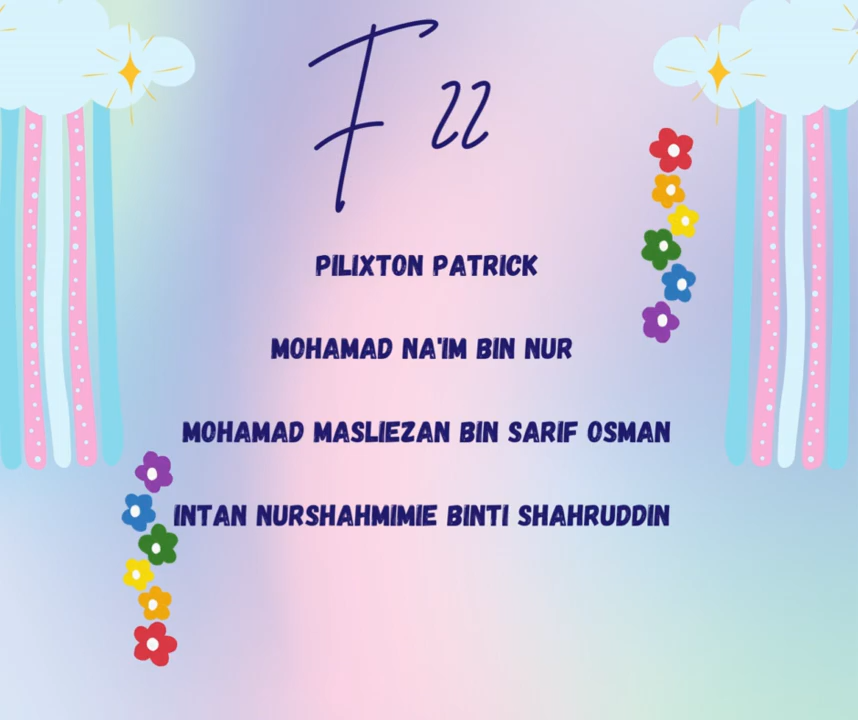 F 22
PILIXTON PATRICK
MOHAMAD NA'IM BIN NUR
MOHAMAD MASLIEZAN BIN SARIF OSMAN
INTAN NURSHAHMIMIE BINTI SHAHRUDDIN